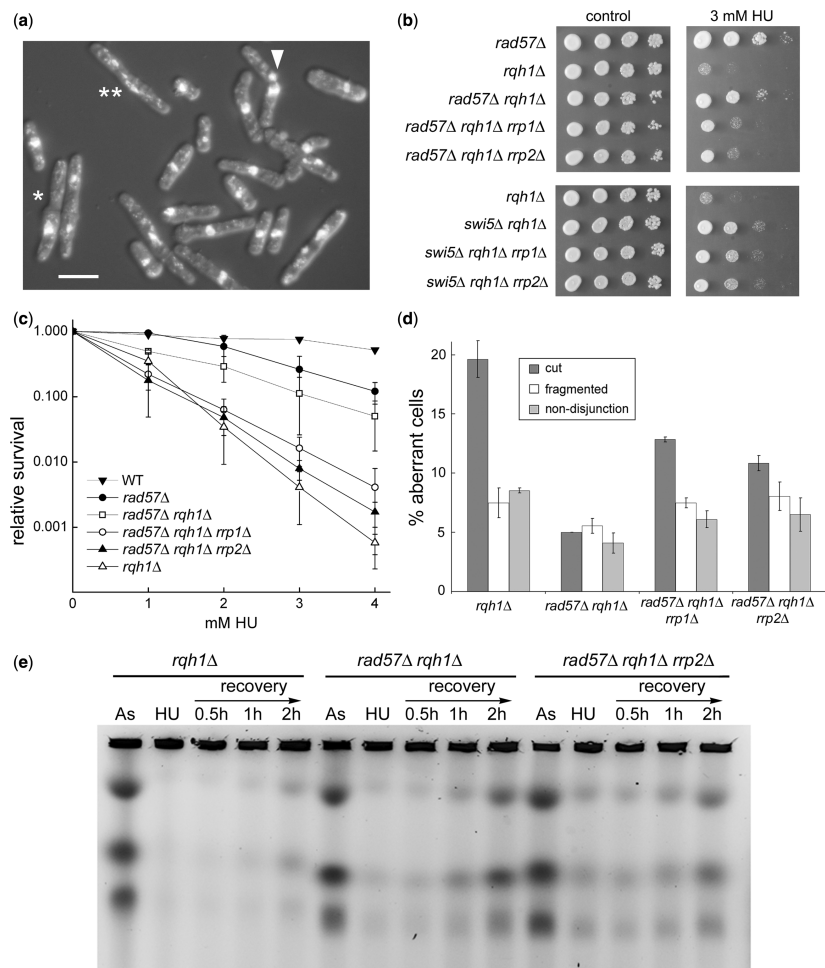 (a)
**
*
(b)
control 3 mM HU
rad57Δ
rqh1Δ
rad57Δ rqh1Δ
rad57Δ rqh1Δ rrp1Δ
rad57Δ rqh1Δ rrp2Δ
rqh1Δ
swi5Δ rqh1Δ
swi5Δ rqh1Δ rrp1Δ
swi5Δ rqh1Δ rrp2Δ
(c)
relative survival
1.000
0.100
0.010
0.001
WT
rad57Δ
rad57Δ rqh1Δ
rad57Δ rqh1Δ rrp1Δ
rad57Δ rqh1Δ rrp2Δ
rqh1Δ
0 1 2 3 4
mM HU
(d)
% aberrant cells
20
15
10
5
0
cut
fragmented
non-disjunction
rqh1Δ
rad57Δ rqh1Δ
rad57Δ rqh1Δ
rrp1Δ
rad57Δ rqh1Δ
rrp2Δ
(e)
rqh1Δ rad57Δ rqh1Δ rad57Δ rqh1Δ rrp2Δ
recovery recovery recovery
As HU 0.5h 1h 2h As HU 0.5h 1h 2h As HU 0.5h 1h 2h